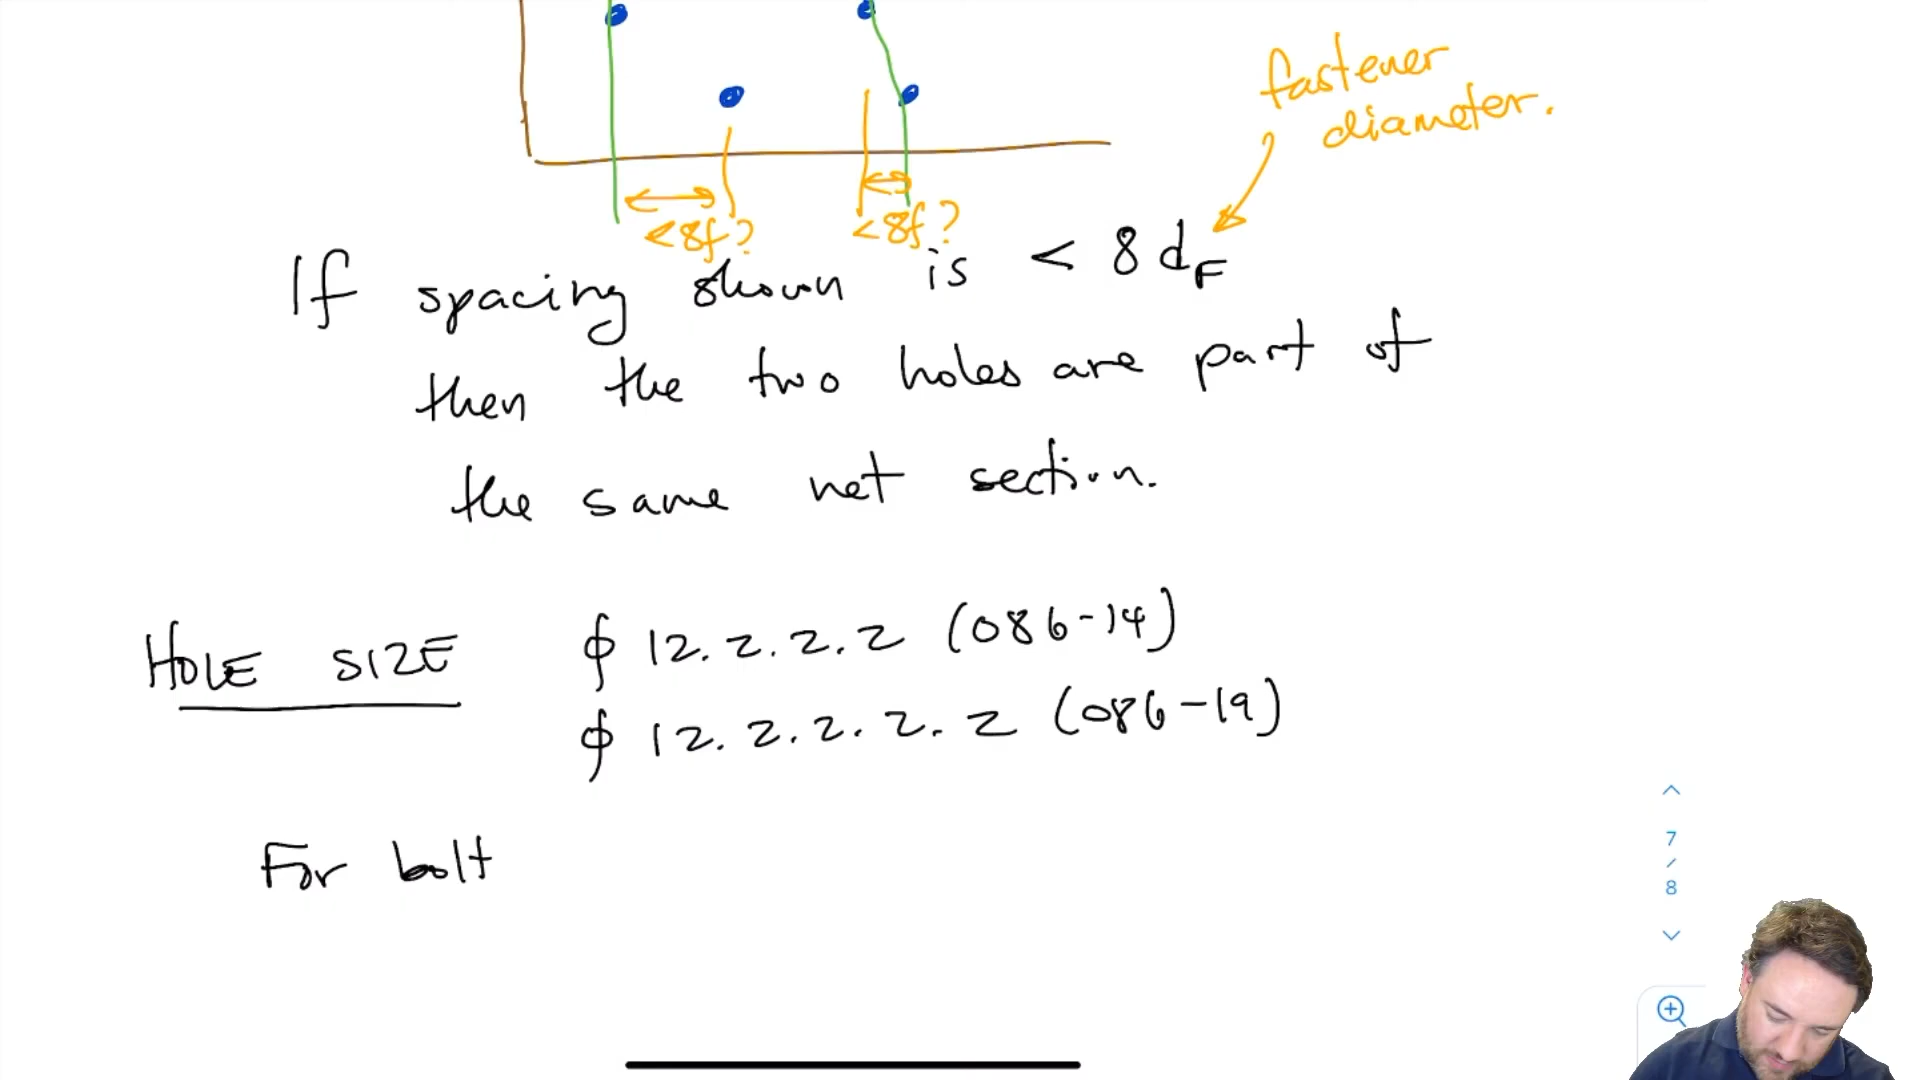 fastener
diameter.
<8f? <8f?
If spacing shown is < 8 dF
then the two holes are part of
the same net section.
HOLE SIZE ∮ 12.2.2.2 (086-14)
∮ 12.2.2.2.2 (086-19)
For bolt
7
/
8